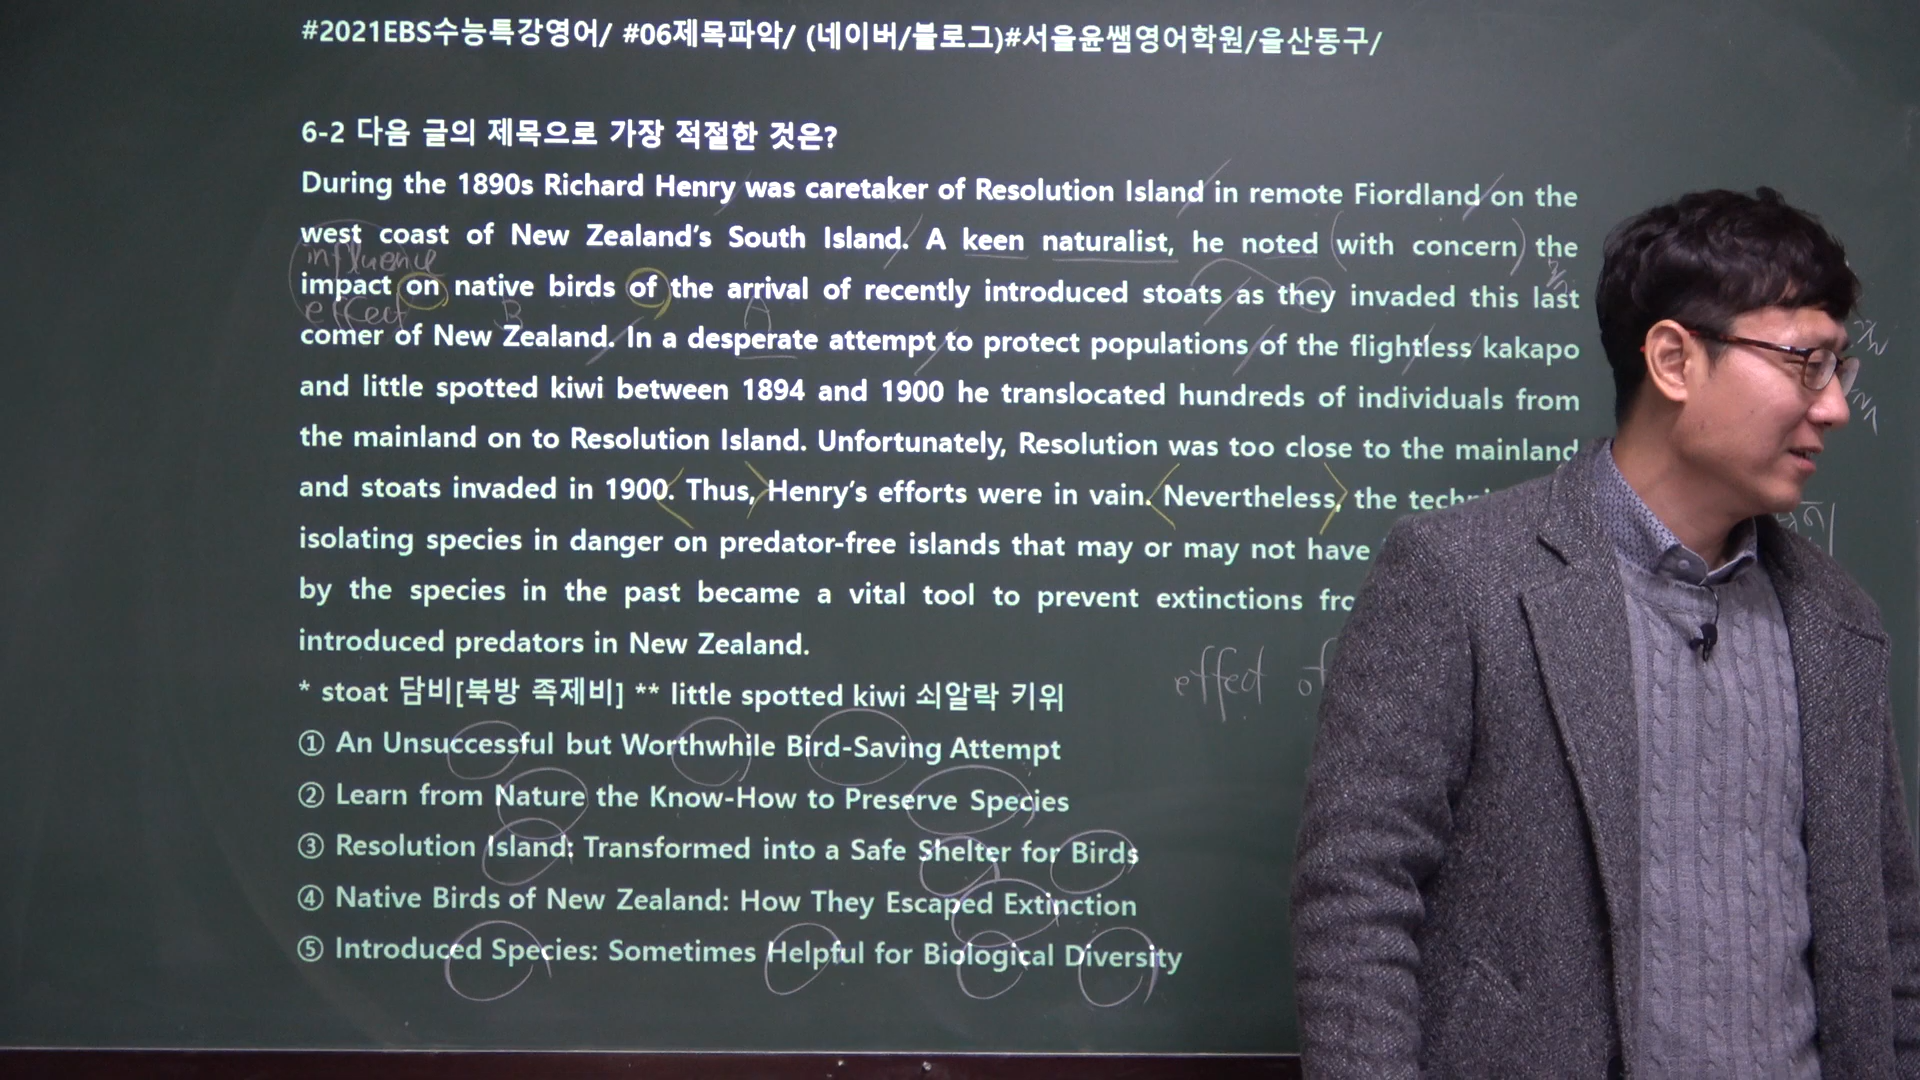 #2021EBS수능특강영어/ #06제목파악/ (네이버/블로그)#서울윤쌤영어학원/울산동구/
6-2 다음 글의 제목으로 가장 적절한 것은?
During the 1890s Richard Henry was caretaker of Resolution Island in remote Fiordland on the
west coast of New Zealand's South Island. A keen naturalist, he noted (with concern) the
influence
impact on native birds of the arrival of recently introduced stoats as they invaded this last
effect B A
corner of New Zealand. In a desperate attempt to protect populations of the flightless kakapo
and little spotted kiwi between 1894 and 1900 he translocated hundreds of individuals from
the mainland on to Resolution Island. Unfortunately, Resolution was too close to the mainland
and stoats invaded in 1900. Thus, Henry's efforts were in vain. Nevertheless, the
isolating species in danger on predator-free islands that may or may not have
by the species in the past became a vital tool to prevent extinctions
introduced predators in New Zealand.
effect of
* stoat 담비[북방 족제비] ** little spotted kiwi 쇠알락 키위
① An Unsuccessful but Worthwhile Bird-Saving Attempt
② Learn from Nature the Know-How to Preserve Species
③ Resolution Island: Transformed into a Safe Shelter for Birds
④ Native Birds of New Zealand: How They Escaped Extinction
⑤ Introduced Species: Sometimes Helpful for Biological Diversity